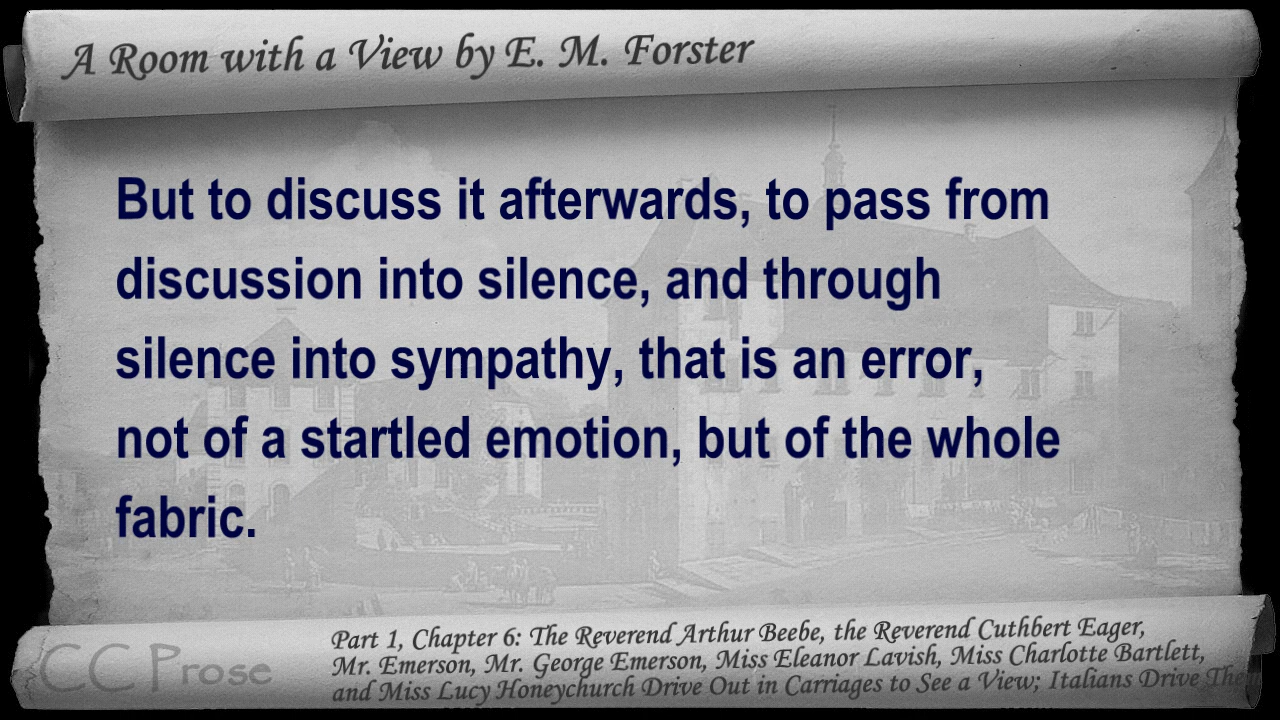 A Room with a View by E. M. Forster
But to discuss it afterwards, to pass from
discussion into silence, and through
silence into sympathy, that is an error,
not of a startled emotion, but of the whole
fabric.
CC Prose
Part 1, Chapter 6: The Reverend Arthur Beebe, the Reverend Cuthbert Eager,
Mr. Emerson, Mr. George Emerson, Miss Eleanor Lavish, Miss Charlotte Bartlett,
and Miss Lucy Honeychurch Drive Out in Carriages to See a View; Italians Drive